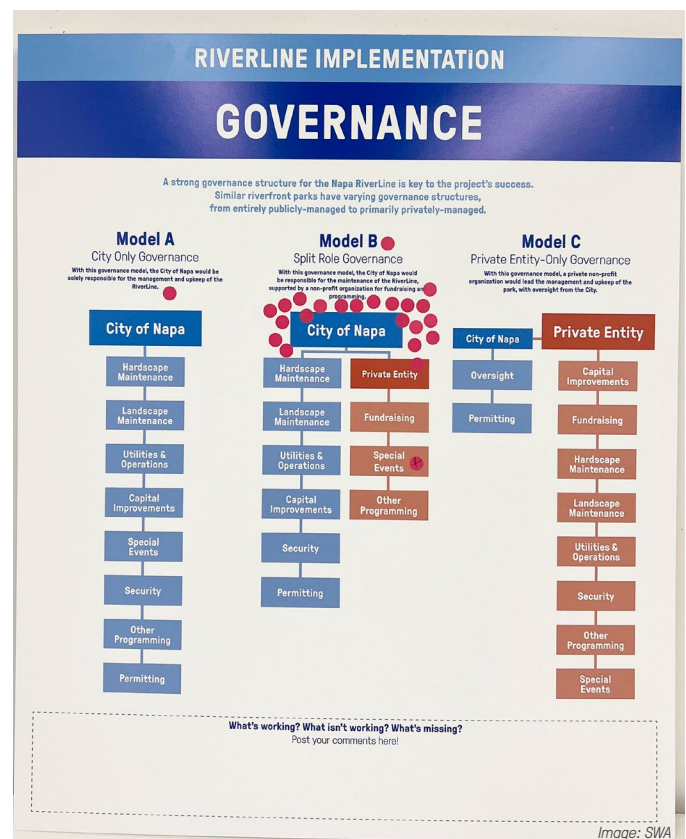 RIVERLINE IMPLEMENTATION
GOVERNANCE
A strong governance structure for the Napa RiverLine is key to the project's success.
Similar riverfront parks have varying governance structures,
from entirely publicly-managed to primarily privately-managed.
Model A
City Only Governance
With this governance model, the City of Napa would be
solely responsible for the management and upkeep of the
RiverLine.
City of Napa
Hardscape
Maintenance
Landscape
Maintenance
Utilities &
Operations
Capital
Improvements
Special
Events
Security
Other
Programming
Permitting
Model B
Split Role Governance
With this governance model, the City of Napa would
be responsible for the maintenance of the RiverLine,
supported by a non-profit organization for fundraising
programming.
City of Napa
Hardscape
Maintenance
Landscape
Maintenance
Utilities &
Operations
Capital
Improvements
Security
Permitting
Private Entity
Fundraising
Special
Events
Other
Programming
Model C
Private Entity-Only Governance
With this governance model, a private non-profit
organization would lead the management and upkeep of the
park, with oversight from the City.
City of Napa
Oversight
Permitting
Private Entity
Capital
Improvements
Fundraising
Hardscape
Maintenance
Landscape
Maintenance
Utilities &
Operations
Security
Other
Programming
Special
Events
What's working? What isn't working? What's missing?
Post your comments here!
Image: SWA